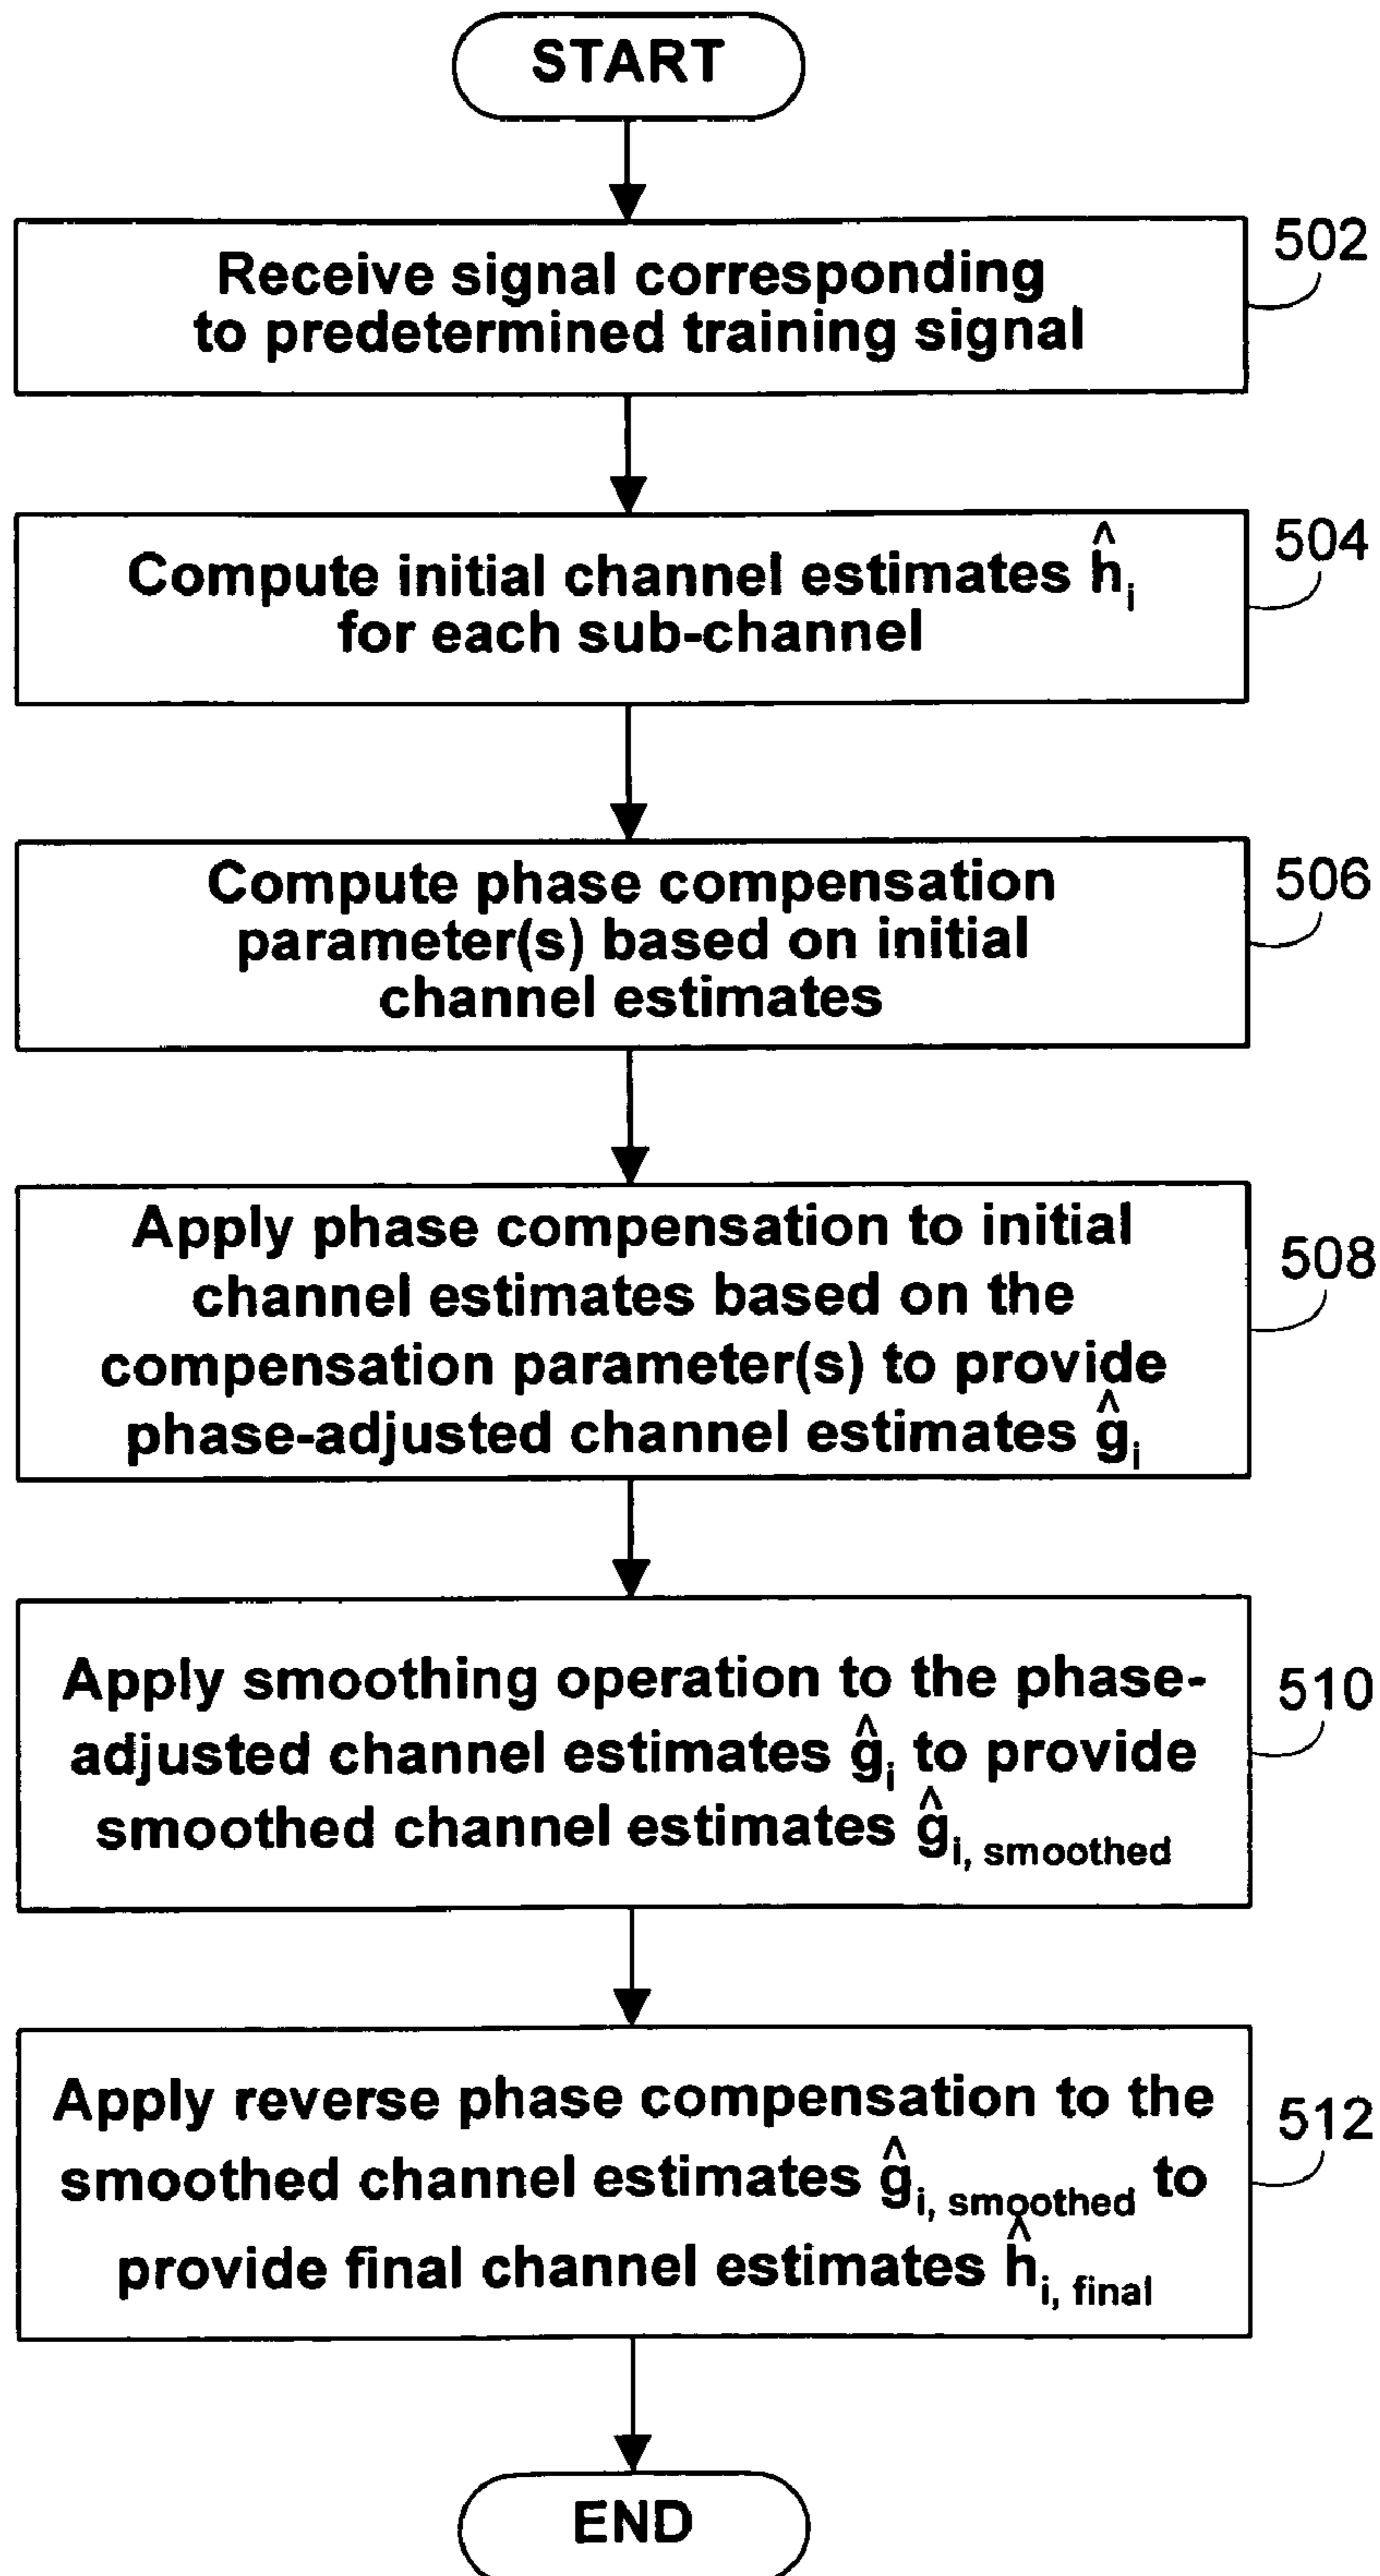 START
Receive signal corresponding
to predetermined training signal
502
Compute initial channel estimates ĥi
for each sub-channel
504
Compute phase compensation
parameter(s) based on initial
channel estimates
506
Apply phase compensation to initial
channel estimates based on the
compensation parameter(s) to provide
phase-adjusted channel estimates ĝi
508
Apply smoothing operation to the phase-
adjusted channel estimates ĝi to provide
smoothed channel estimates ĝi, smoothed
510
Apply reverse phase compensation to the
smoothed channel estimates ĝi, smoothed to
provide final channel estimates ĥi, final
512
END